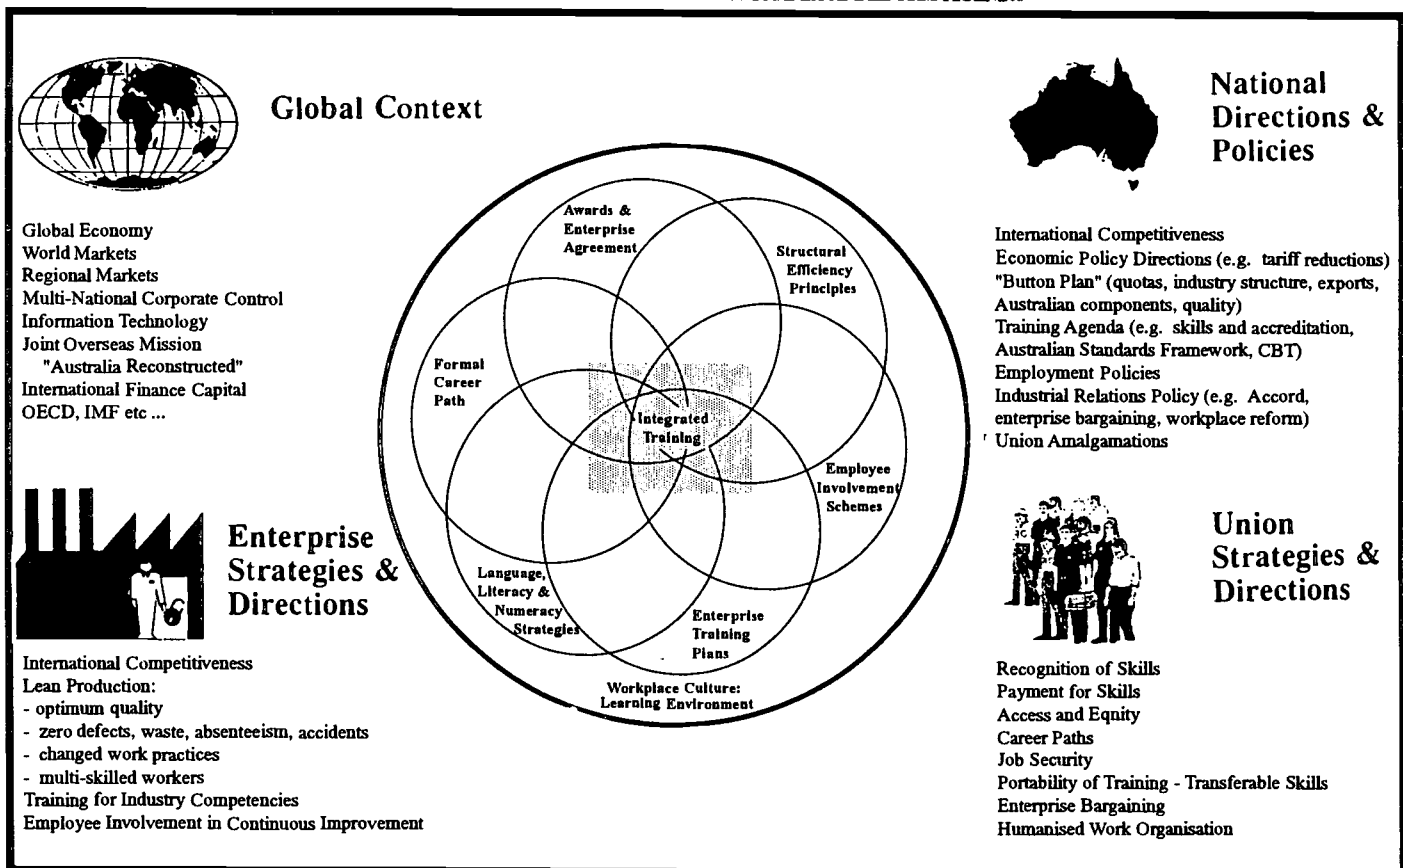 Global Context
Global Economy
World Markets
Regional Markets
Multi-National Corporate Control
Information Technology
Joint Overseas Mission
"Australia Reconstructed"
International Finance Capital
OECD, IMF etc ...
National
Directions &
Policies
International Competitiveness
Economic Policy Directions (e.g. tariff reductions)
"Button Plan" (quotas, industry structure, exports,
Australian components, quality)
Training Agenda (e.g. skills and accreditation,
Australian Standards Framework, CBT)
Employment Policies
Industrial Relations Policy (e.g. Accord,
enterprise bargaining, workplace reform)
Union Amalgamations
Awards &
Enterprise
Agreement
Structural
Efficiency
Principles
Formal
Career
Path
Integrated
Training
Employee
Involvement
Schemes
Language,
Literacy &
Numeracy
Strategies
Enterprise
Training
Plans
Workplace Culture:
Learning Environment
Enterprise
Strategies &
Directions
International Competitiveness
Lean Production:
- optimum quality
- zero defects, waste, absenteeism, accidents
- changed work practices
- multi-skilled workers
Training for Industry Competencies
Employee Involvement in Continuous Improvement
Union
Strategies &
Directions
Recognition of Skills
Payment for Skills
Access and Eqnity
Career Paths
Job Security
Portability of Training - Transferable Skills
Enterprise Bargaining
Humanised Work Organisation